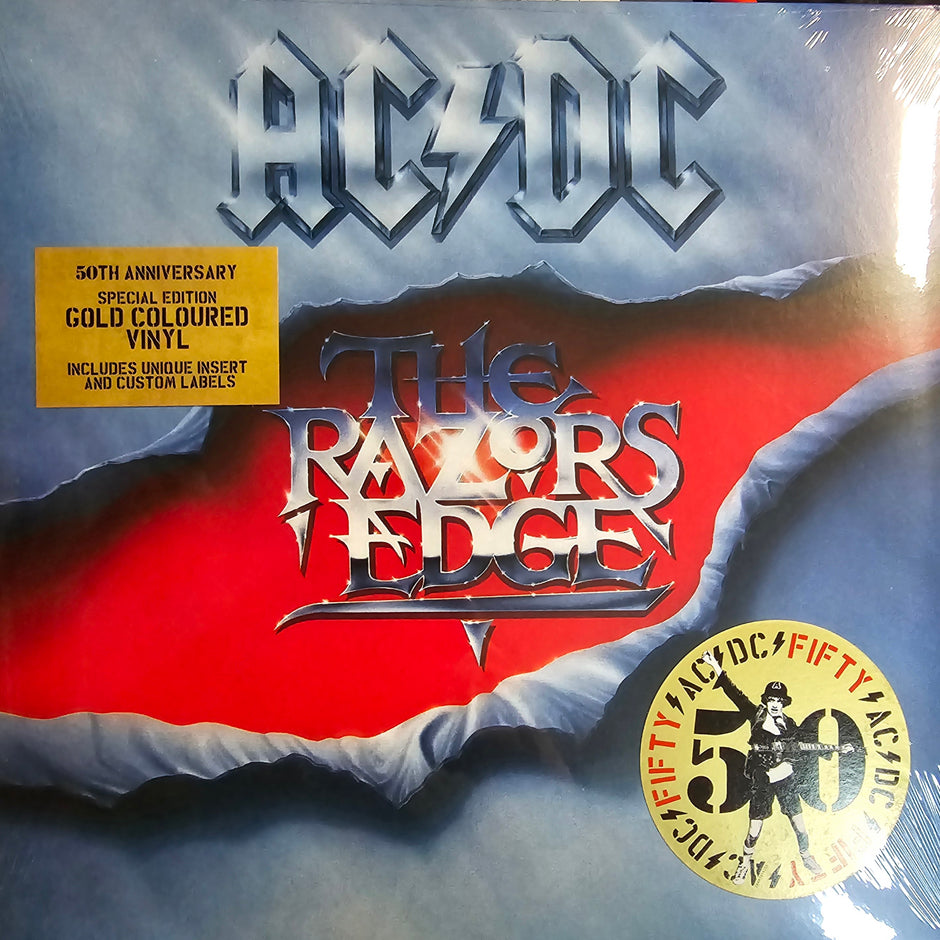 AC⚡DC
50TH ANNIVERSARY
SPECIAL EDITION
GOLD COLOURED
VINYL
INCLUDES UNIQUE INSERT
AND CUSTOM LABELS
THE
RAZORS
EDGE
AC⚡DC⚡FIFTY⚡AC⚡DC⚡FIFTY⚡AC⚡DC⚡FIFTY
50